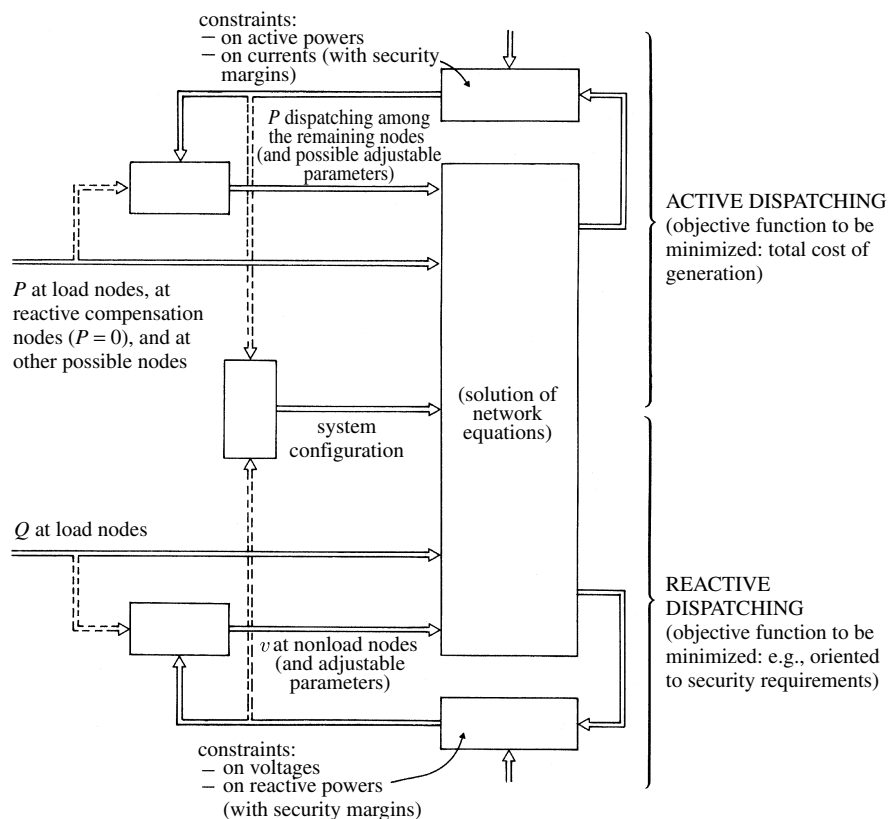 constraints:
– on active powers
– on currents (with security
margins)
P dispatching among
the remaining nodes
(and possible adjustable
parameters)
ACTIVE DISPATCHING
(objective function to be
minimized: total cost of
generation)
P at load nodes, at
reactive compensation
nodes (P = 0), and at
other possible nodes
(solution of
network
equations)
system
configuration
Q at load nodes
REACTIVE
DISPATCHING
(objective function to be
minimized: e.g., oriented
to security requirements)
v at nonload nodes
(and adjustable
parameters)
constraints:
– on voltages
– on reactive powers
(with security margins)